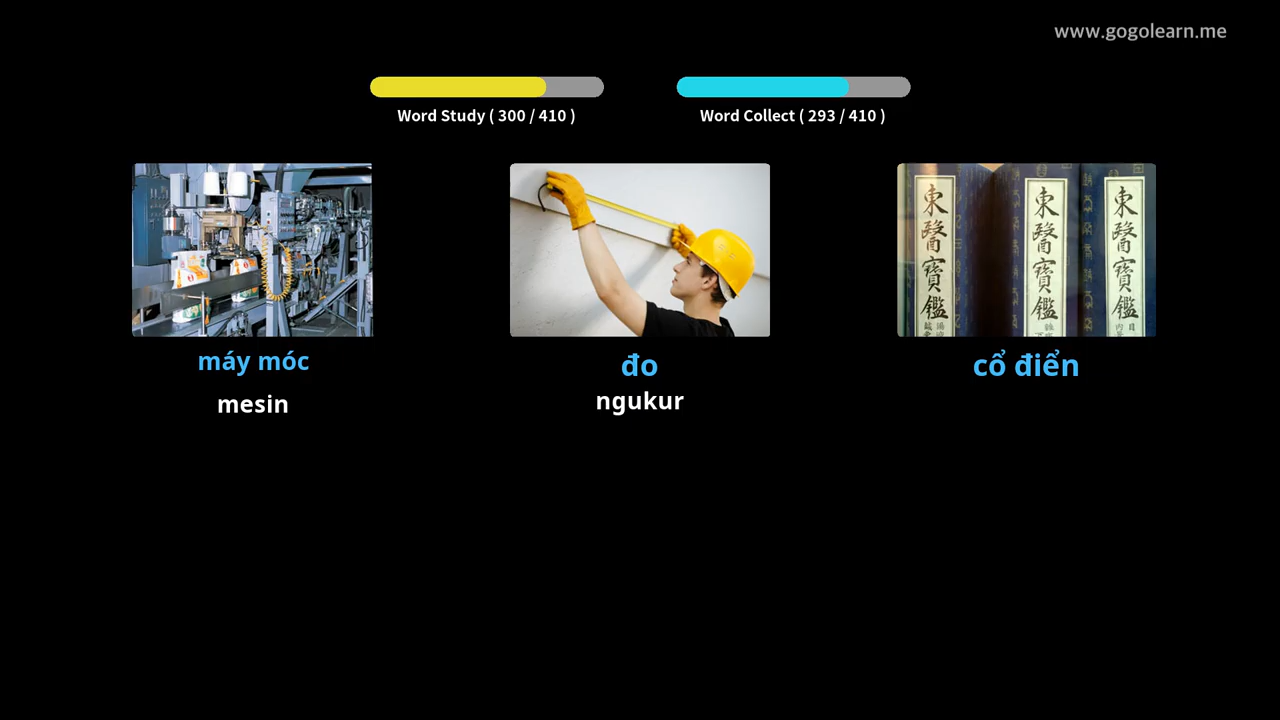 www.gogolearn.me
Word Study ( 300 / 410 )
Word Collect ( 293 / 410 )
東醫寶鑑
東醫寶鑑
東醫寶鑑
máy móc
đo
cổ điển
mesin
ngukur